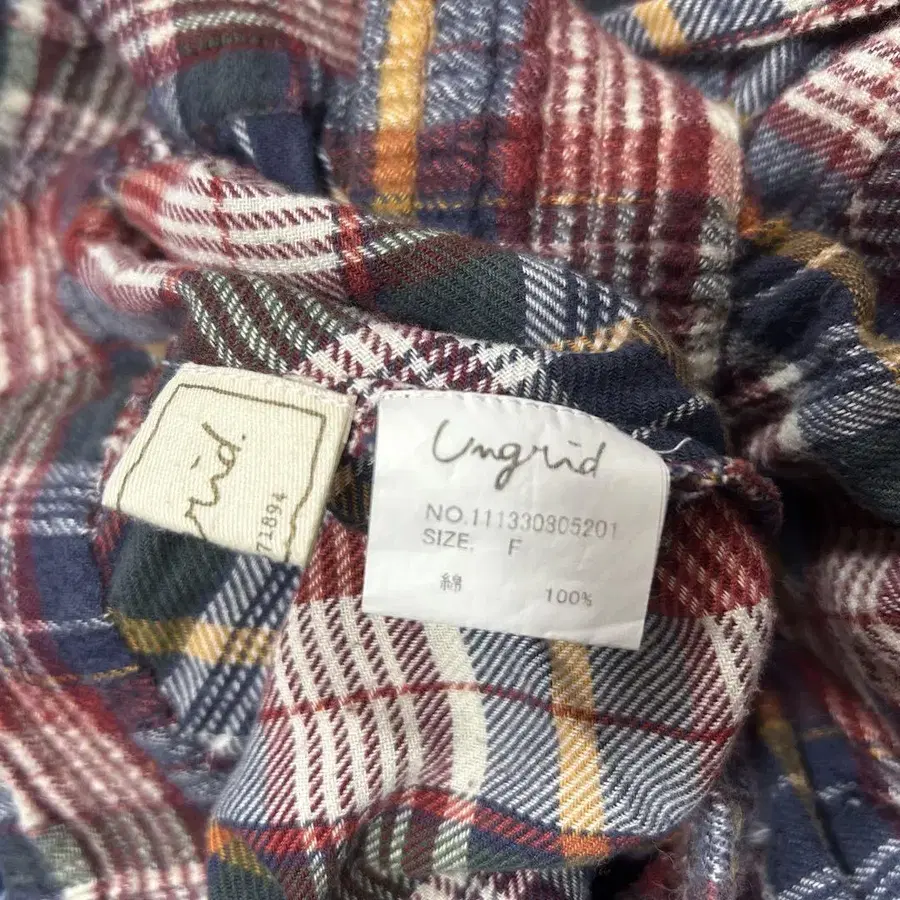 rid.
71894
Ungrid
NO.111330805201
SIZE. F
綿 100%